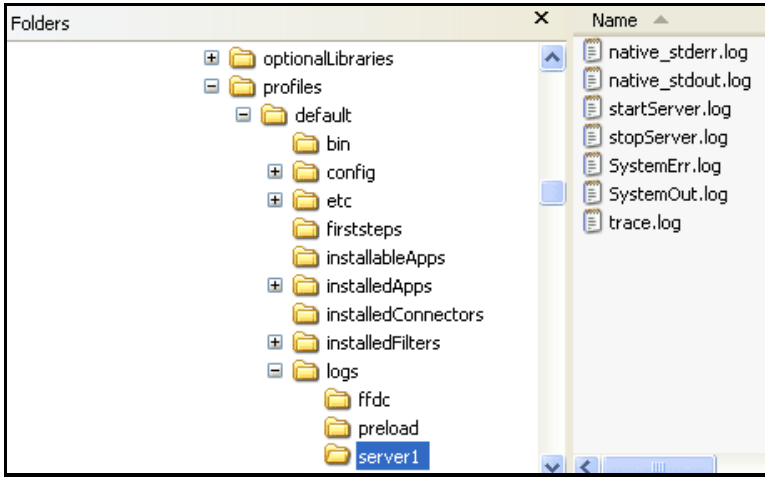 Folders
optionalLibraries
profiles
default
bin
config
etc
firststeps
installableApps
installedApps
installedConnectors
installedFilters
logs
ffdc
preload
server1
Name
native_stderr.log
native_stdout.log
startServer.log
stopServer.log
SystemErr.log
SystemOut.log
trace.log